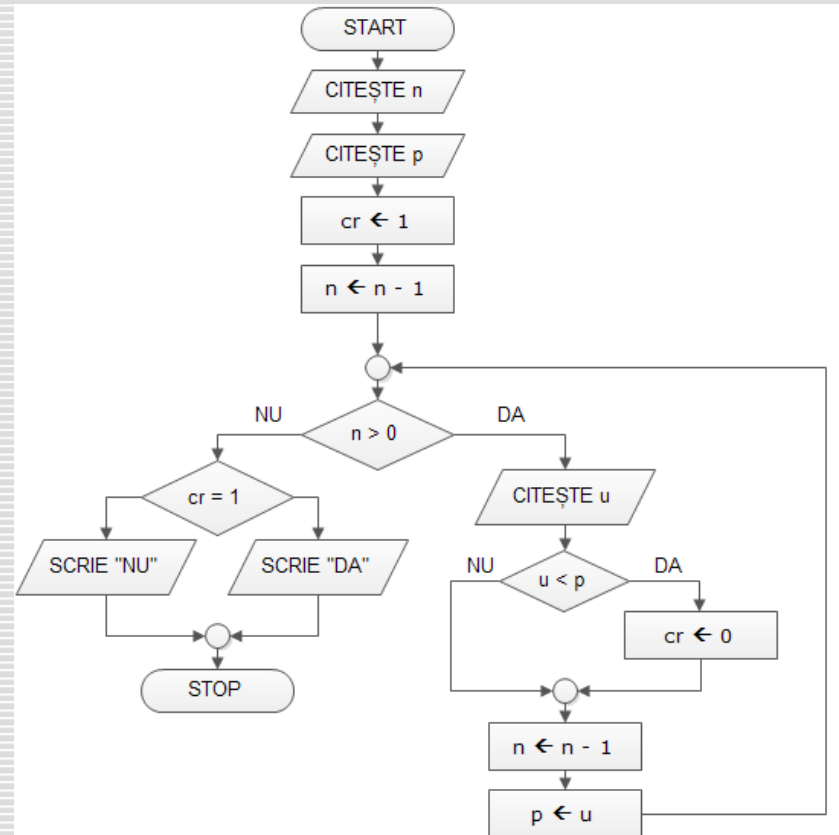 START
CITEȘTE n
CITEȘTE p
cr ← 1
n ← n - 1
n > 0
NU
DA
cr = 1
SCRIE "NU"
SCRIE "DA"
STOP
CITEȘTE u
u < p
NU
DA
cr ← 0
n ← n - 1
p ← u